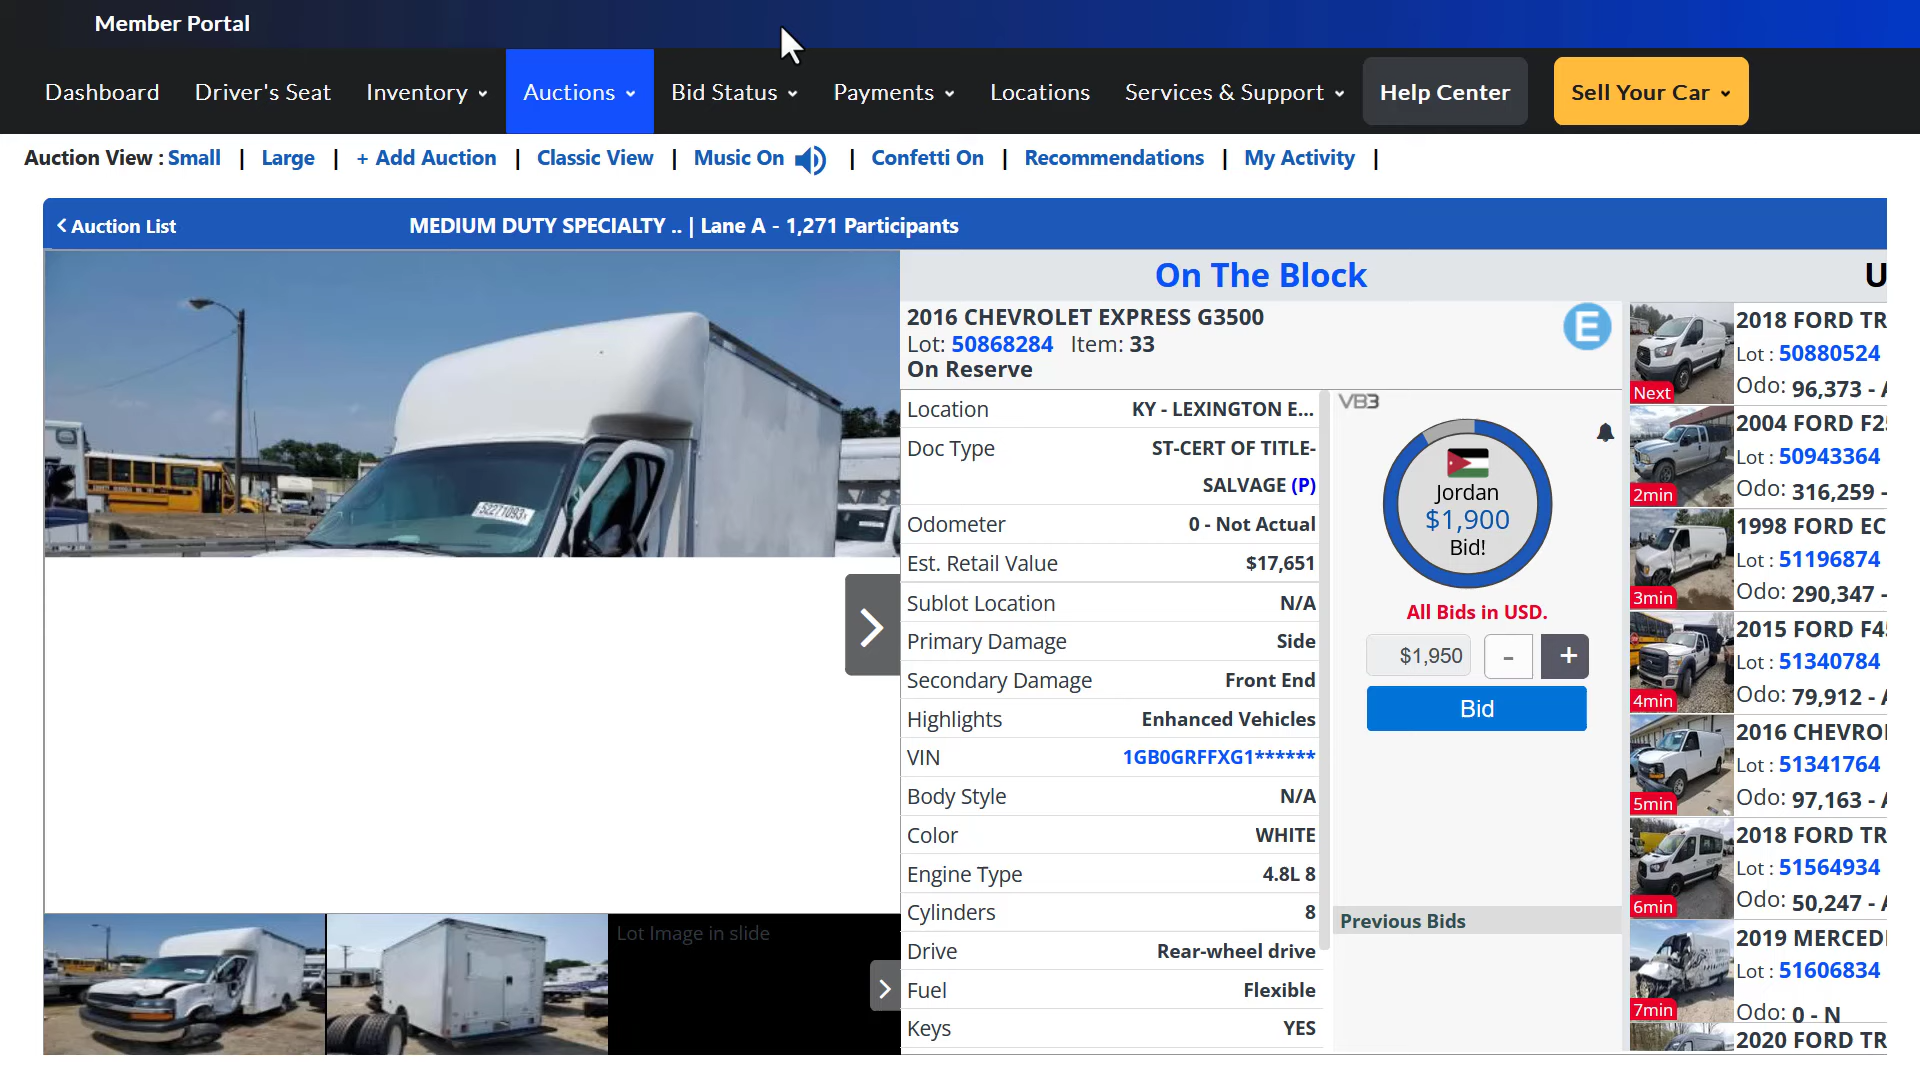 Member Portal
Dashboard Driver's Seat Inventory Auctions Bid Status Payments Locations Services & Support Help Center Sell Your Car
Auction View : Small | Large | + Add Auction | Classic View | Music On | Confetti On | Recommendations | My Activity |
Auction List
MEDIUM DUTY SPECIALTY .. | Lane A - 1,271 Participants
On The Block
2016 CHEVROLET EXPRESS G3500
Lot: 50868284 Item: 33
On Reserve
E
Location KY - LEXINGTON E...
Doc Type ST-CERT OF TITLE-
SALVAGE (P)
Odometer 0 - Not Actual
Est. Retail Value $17,651
Sublot Location N/A
Primary Damage Side
Secondary Damage Front End
Highlights Enhanced Vehicles
VIN 1GB0GRFFXG1******
Body Style N/A
Color WHITE
Engine Type 4.8L 8
Cylinders 8
Drive Rear-wheel drive
Fuel Flexible
Keys YES
VB3
Jordan
$1,900
Bid!
All Bids in USD.
$1,950 - +
Bid
Previous Bids
U
2018 FORD TR
Lot : 50880524
Odo: 96,373 - A
Next
2004 FORD F25
Lot : 50943364
Odo: 316,259 -
2min
1998 FORD EC
Lot : 51196874
Odo: 290,347 -
3min
2015 FORD F45
Lot : 51340784
Odo: 79,912 - A
4min
2016 CHEVROL
Lot : 51341764
Odo: 97,163 - A
5min
2018 FORD TR
Lot : 51564934
Odo: 50,247 - A
6min
2019 MERCEDE
Lot : 51606834
Odo: 0 - N
7min
2020 FORD TR
52271093
Lot Image in slide